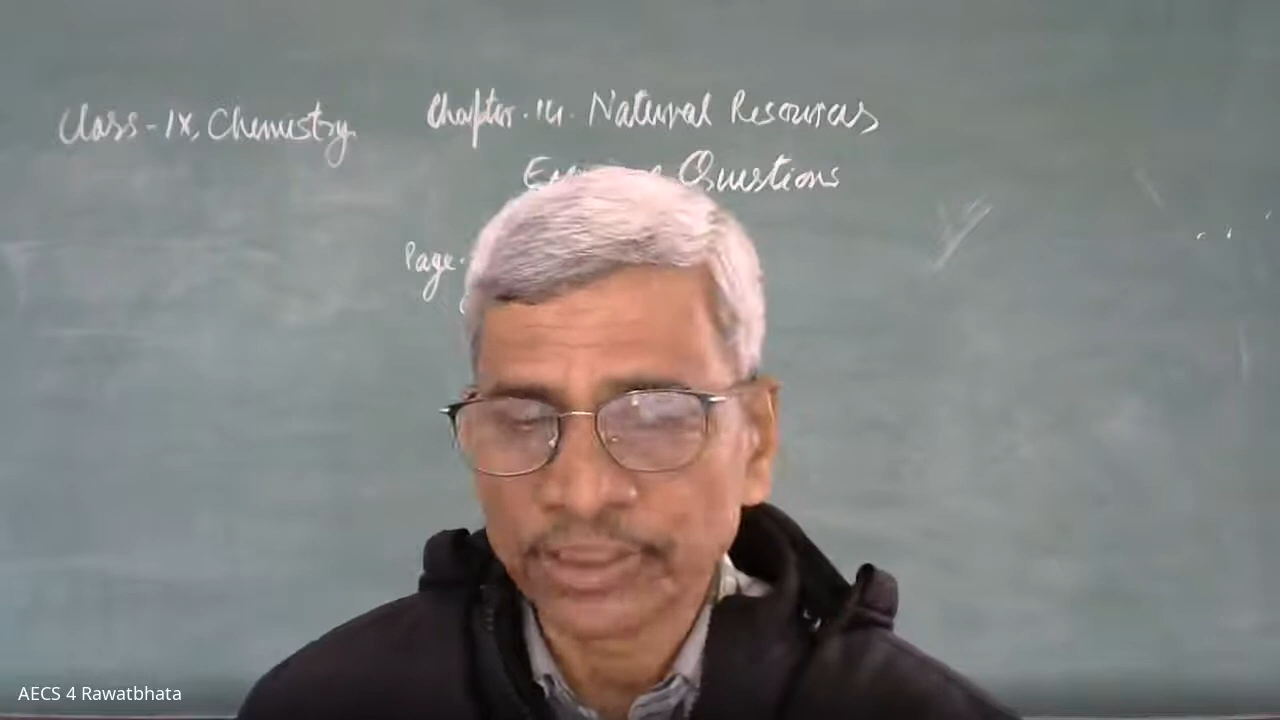 Class-IX, Chemistry Chapter-14. Natural Resources
Questions
Page-
AECS 4 Rawatbhata